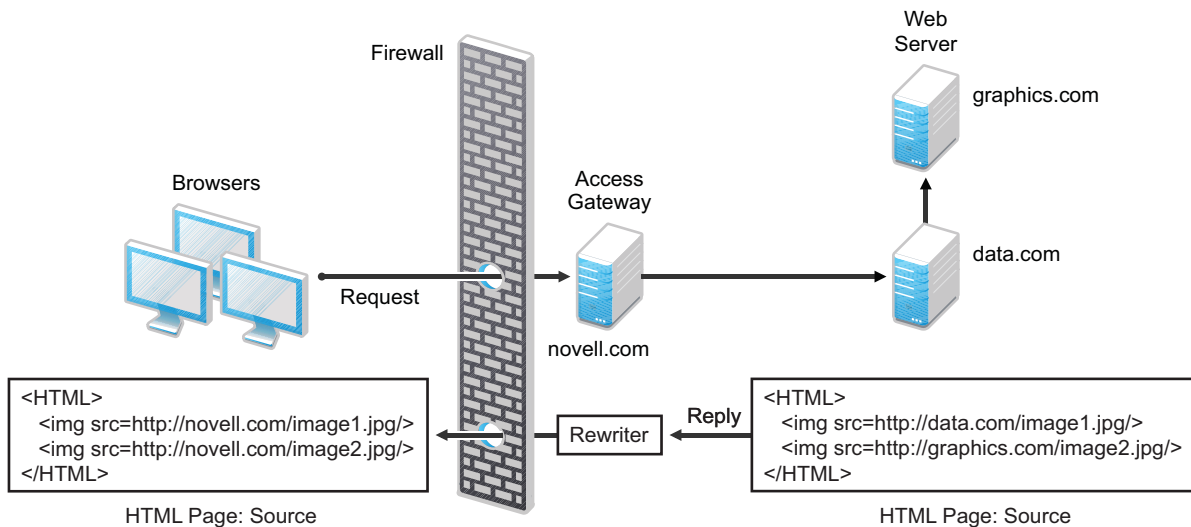 Web
Server
Firewall
graphics.com
Browsers
Access
Gateway
data.com
Request
novell.com
<HTML>
<img src=http://novell.com/image1.jpg/>
<img src=http://novell.com/image2.jpg/>
</HTML>
HTML Page: Source
Rewriter
Reply
<HTML>
<img src=http://data.com/image1.jpg/>
<img src=http://graphics.com/image2.jpg/>
</HTML>
HTML Page: Source